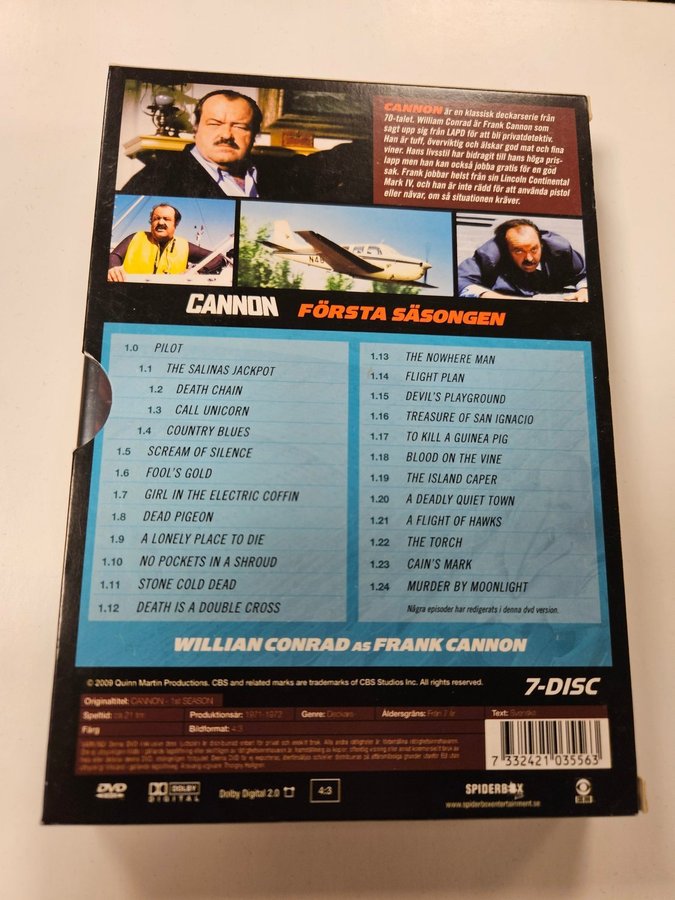 CANNON är en klassisk deckarserie från
70-talet. William Conrad är Frank Cannon som
sagt upp sig från LAPD för att bli privatdetektiv.
Han är tuff, överviktig och älskar god mat och fina
viner. Hans livsstil har bidragit till hans höga pris-
lapp men han kan också jobba gratis för en god
sak. Frank jobbar helst från sin Lincoln Continental
Mark IV, och han är inte rädd för att använda pistol
eller nävar, om så situationen kräver.
CANNON FÖRSTA SÄSONGEN
1.0 PILOT
1.1 THE SALINAS JACKPOT
1.2 DEATH CHAIN
1.3 CALL UNICORN
1.4 COUNTRY BLUES
1.5 SCREAM OF SILENCE
1.6 FOOL'S GOLD
1.7 GIRL IN THE ELECTRIC COFFIN
1.8 DEAD PIGEON
1.9 A LONELY PLACE TO DIE
1.10 NO POCKETS IN A SHROUD
1.11 STONE COLD DEAD
1.12 DEATH IS A DOUBLE CROSS
1.13 THE NOWHERE MAN
1.14 FLIGHT PLAN
1.15 DEVIL'S PLAYGROUND
1.16 TREASURE OF SAN IGNACIO
1.17 TO KILL A GUINEA PIG
1.18 BLOOD ON THE VINE
1.19 THE ISLAND CAPER
1.20 A DEADLY QUIET TOWN
1.21 A FLIGHT OF HAWKS
1.22 THE TORCH
1.23 CAIN'S MARK
1.24 MURDER BY MOONLIGHT
Några episoder har redigerats i denna dvd version.
WILLIAN CONRAD AS FRANK CANNON
© 2009 Quinn Martin Productions. CBS and related marks are trademarks of CBS Studios Inc. All rights reserved.
7-DISC
Originaltitel: CANNON - 1st SEASON
Speltid: ca 21 tim Produktionsår: 1971-1972 Genre: Deckare Åldersgräns: Från 7 år Text: Svenska
Färg Bildformat: 4:3
7 332421 035563
DVD
DOLBY DIGITAL
Dolby Digital 2.0
4:3
SPIDERBOX
www.spiderboxentertainment.se
CBS DVD